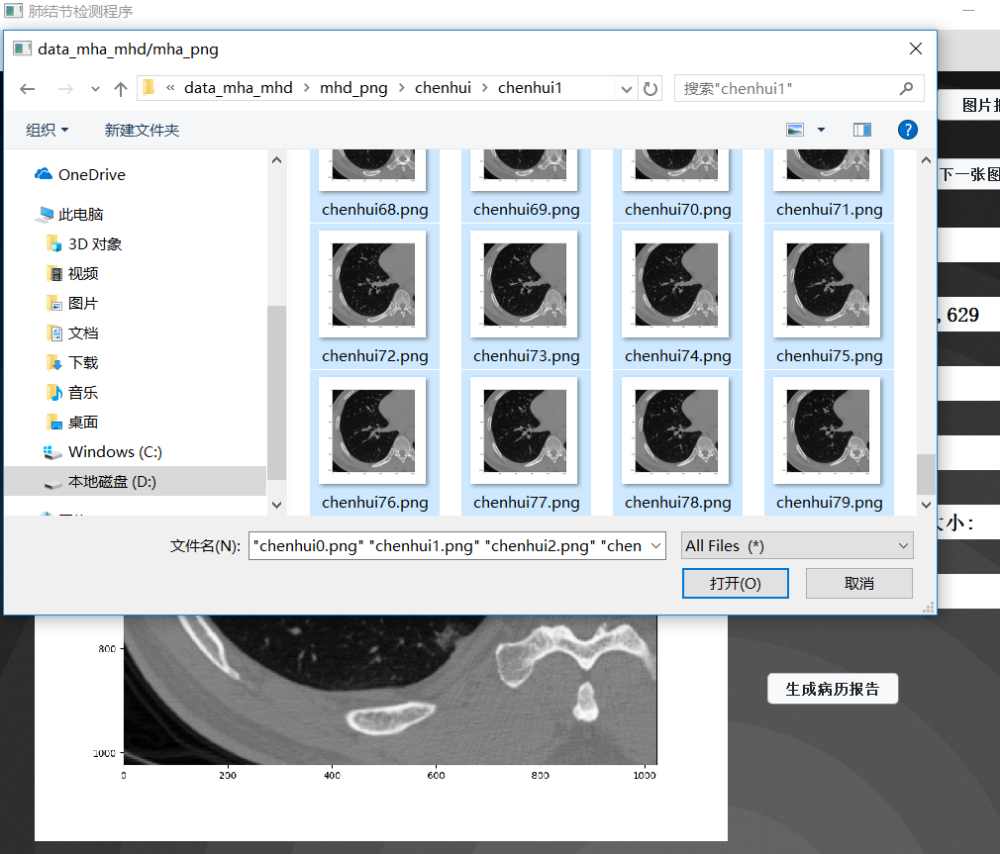 肺结节检测程序
data_mha_mhd/mha_png
« data_mha_mhd > mhd_png > chenhui > chenhui1
搜索"chenhui1"
图片
组织 新建文件夹
?
OneDrive
此电脑
3D 对象
视频
图片
文档
下载
音乐
桌面
Windows (C:)
本地磁盘 (D:)
chenhui68.png chenhui69.png chenhui70.png chenhui71.png
chenhui72.png chenhui73.png chenhui74.png chenhui75.png
chenhui76.png chenhui77.png chenhui78.png chenhui79.png
下一张图
,629
大小:
文件名(N): "chenhui0.png" "chenhui1.png" "chenhui2.png" "chen
All Files (*)
打开(O) 取消
800
1000
0 200 400 600 800 1000
生成病历报告